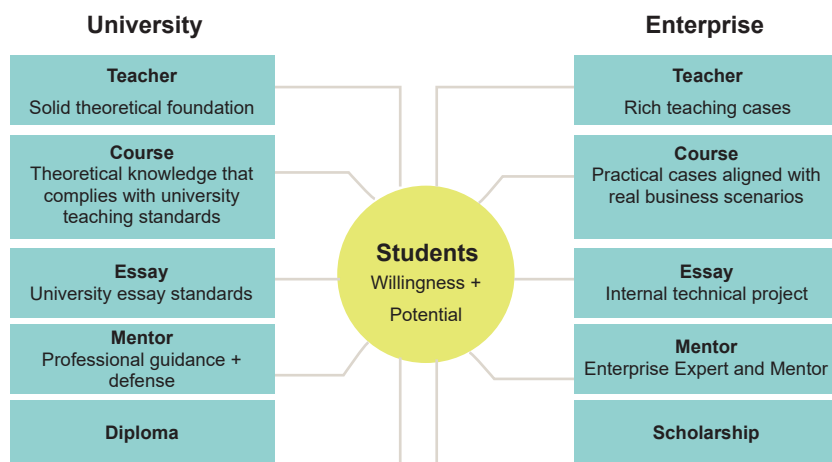 University
Teacher
Solid theoretical foundation
Course
Theoretical knowledge that
complies with university
teaching standards
Essay
University essay standards
Mentor
Professional guidance +
defense
Diploma
Students
Willingness +
Potential
Enterprise
Teacher
Rich teaching cases
Course
Practical cases aligned with
real business scenarios
Essay
Internal technical project
Mentor
Enterprise Expert and Mentor
Scholarship